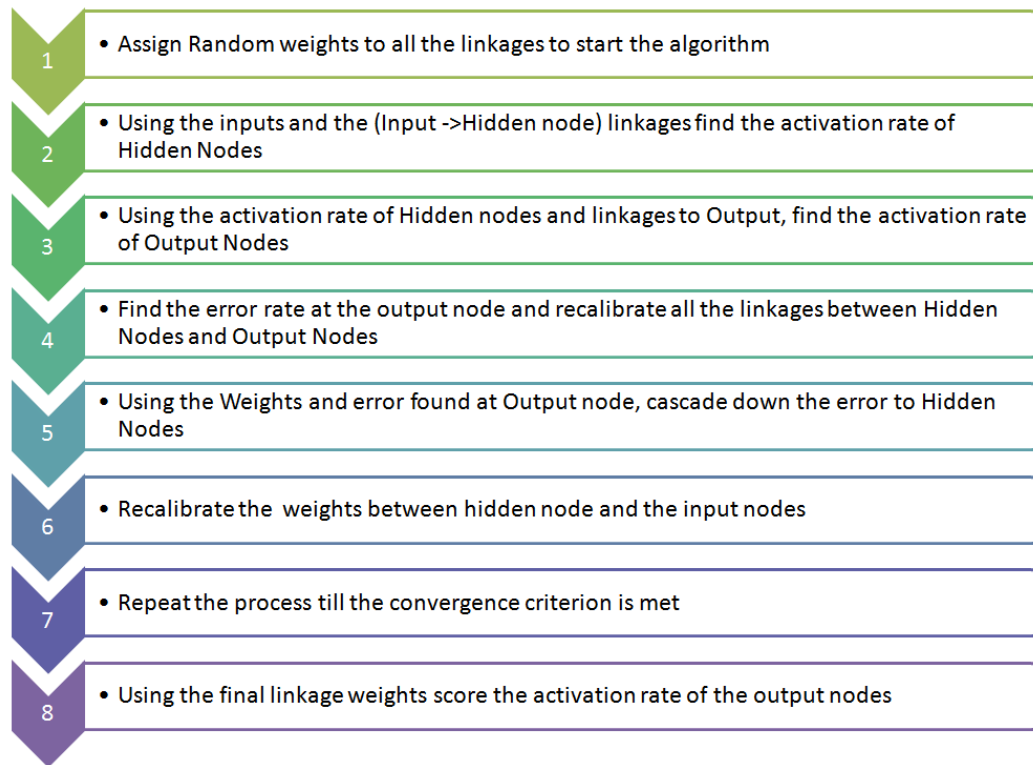 1
• Assign Random weights to all the linkages to start the algorithm
2
• Using the inputs and the (Input ->Hidden node) linkages find the activation rate of
Hidden Nodes
3
• Using the activation rate of Hidden nodes and linkages to Output, find the activation rate
of Output Nodes
4
• Find the error rate at the output node and recalibrate all the linkages between Hidden
Nodes and Output Nodes
5
• Using the Weights and error found at Output node, cascade down the error to Hidden
Nodes
6
• Recalibrate the weights between hidden node and the input nodes
7
• Repeat the process till the convergence criterion is met
8
• Using the final linkage weights score the activation rate of the output nodes